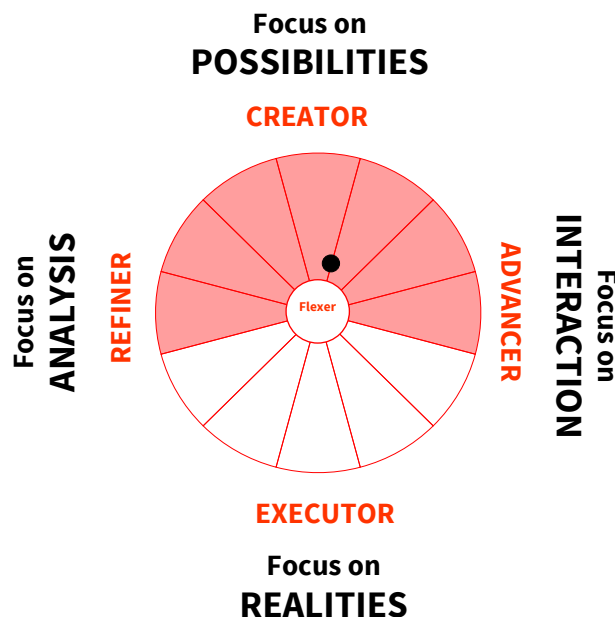 Focus on
POSSIBILITIES
CREATOR
Focus on
ANALYSIS
REFINER
Flexer
ADVANCER
INTERACTION
Focus on
EXECUTOR
Focus on
REALITIES